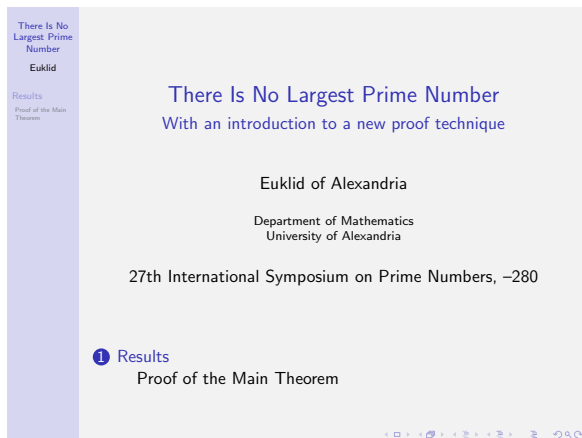 There Is No
Largest Prime
Number
Euklid
Results
Proof of the Main
Theorem
There Is No Largest Prime Number
With an introduction to a new proof technique
Euklid of Alexandria
Department of Mathematics
University of Alexandria
27th International Symposium on Prime Numbers, –280
1 Results
Proof of the Main Theorem